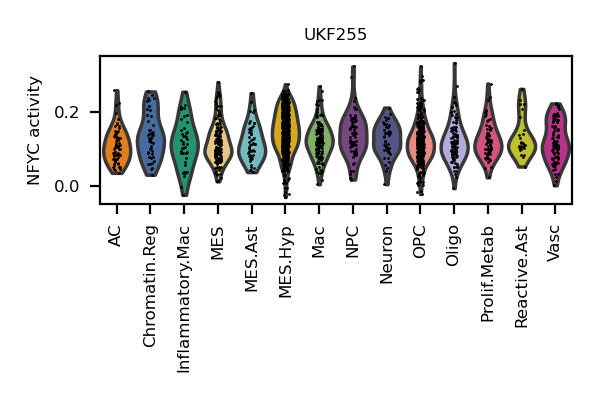 UKF255
NFYC activity
0.2
0.0
AC
Chromatin.Reg
Inflammatory.Mac
MES
MES.Ast
MES.Hyp
Mac
NPC
Neuron
OPC
Oligo
Prolif.Metab
Reactive.Ast
Vasc